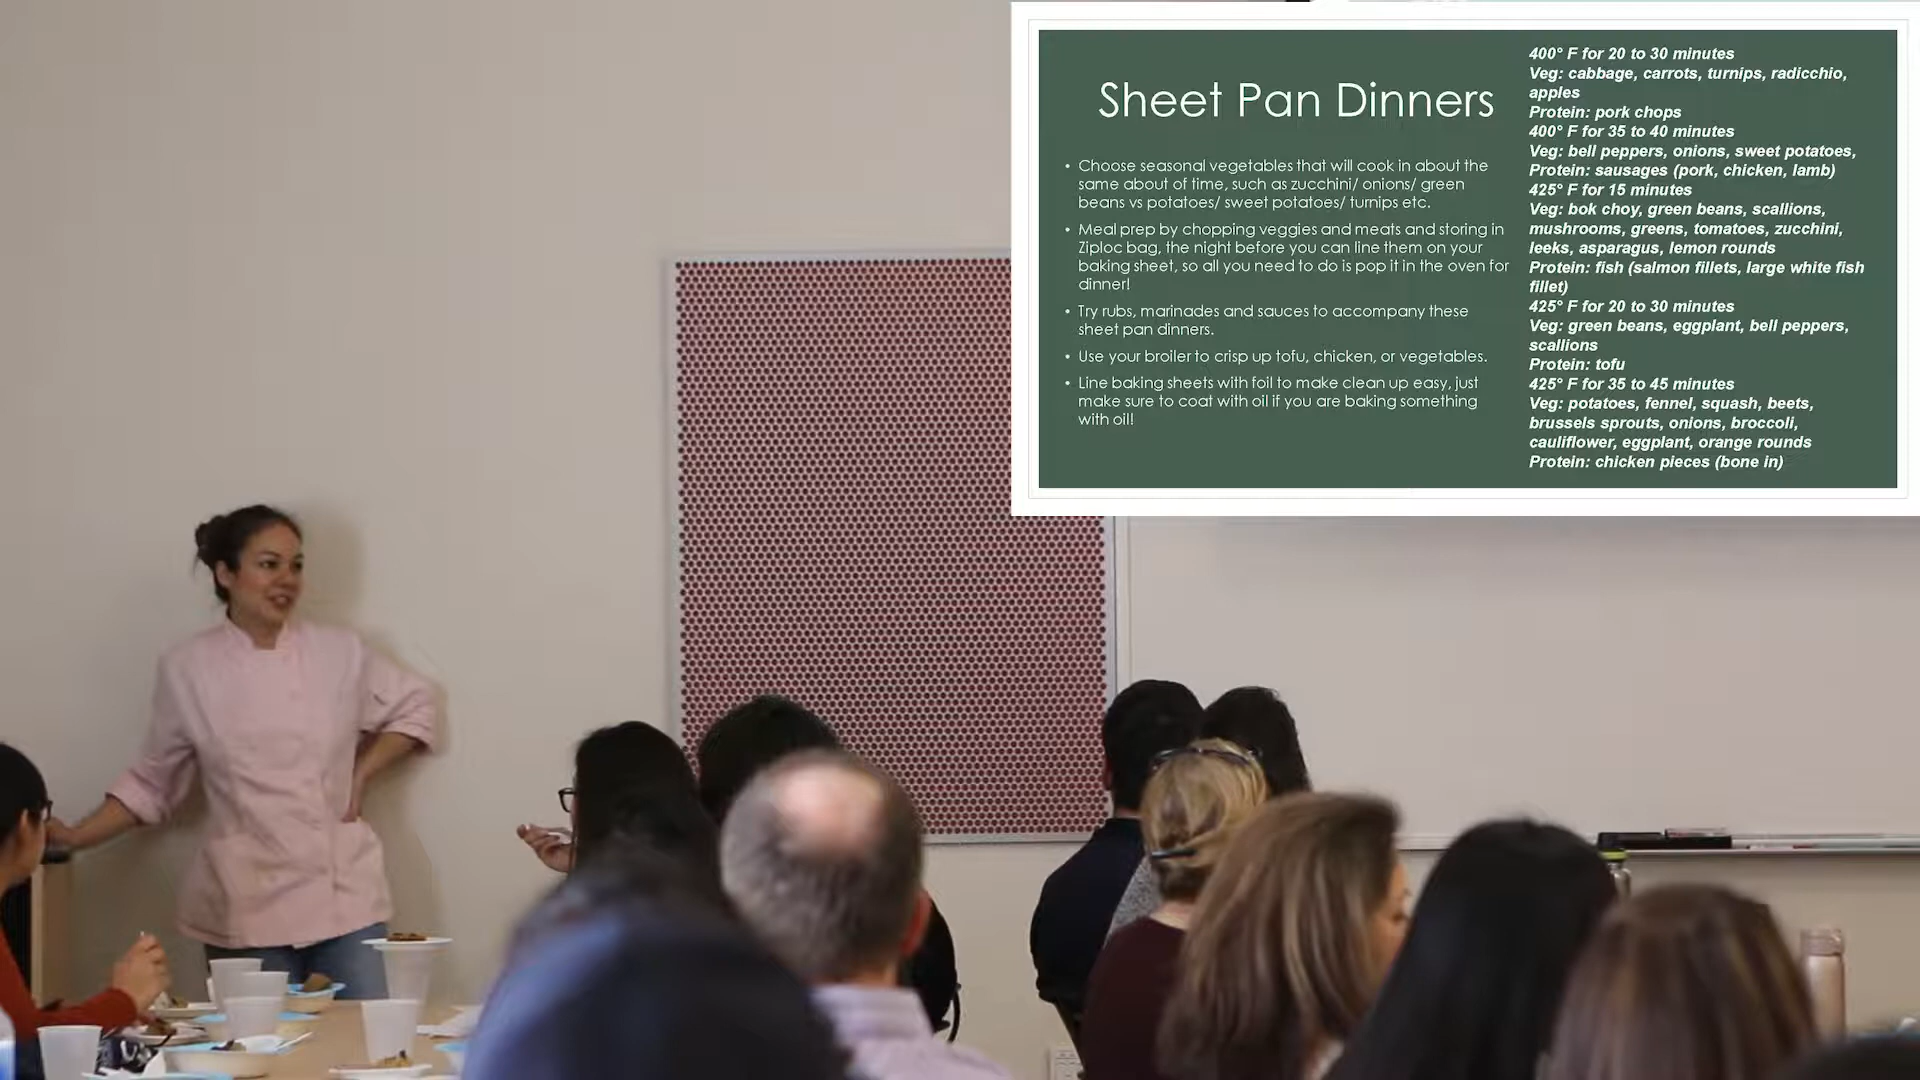 Sheet Pan Dinners
• Choose seasonal vegetables that will cook in about the
same about of time, such as zucchini/ onions/ green
beans vs potatoes/ sweet potatoes/ turnips etc.
• Meal prep by chopping veggies and meats and storing in
Ziploc bag, the night before you can line them on your
baking sheet, so all you need to do is pop it in the oven for
dinner!
• Try rubs, marinades and sauces to accompany these
sheet pan dinners.
• Use your broiler to crisp up tofu, chicken, or vegetables.
• Line baking sheets with foil to make clean up easy, just
make sure to coat with oil if you are baking something
with oil!
400° F for 20 to 30 minutes
Veg: cabbage, carrots, turnips, radicchio,
apples
Protein: pork chops
400° F for 35 to 40 minutes
Veg: bell peppers, onions, sweet potatoes,
Protein: sausages (pork, chicken, lamb)
425° F for 15 minutes
Veg: bok choy, green beans, scallions,
mushrooms, greens, tomatoes, zucchini,
leeks, asparagus, lemon rounds
Protein: fish (salmon fillets, large white fish
fillet)
425° F for 20 to 30 minutes
Veg: green beans, eggplant, bell peppers,
scallions
Protein: tofu
425° F for 35 to 45 minutes
Veg: potatoes, fennel, squash, beets,
brussels sprouts, onions, broccoli,
cauliflower, eggplant, orange rounds
Protein: chicken pieces (bone in)